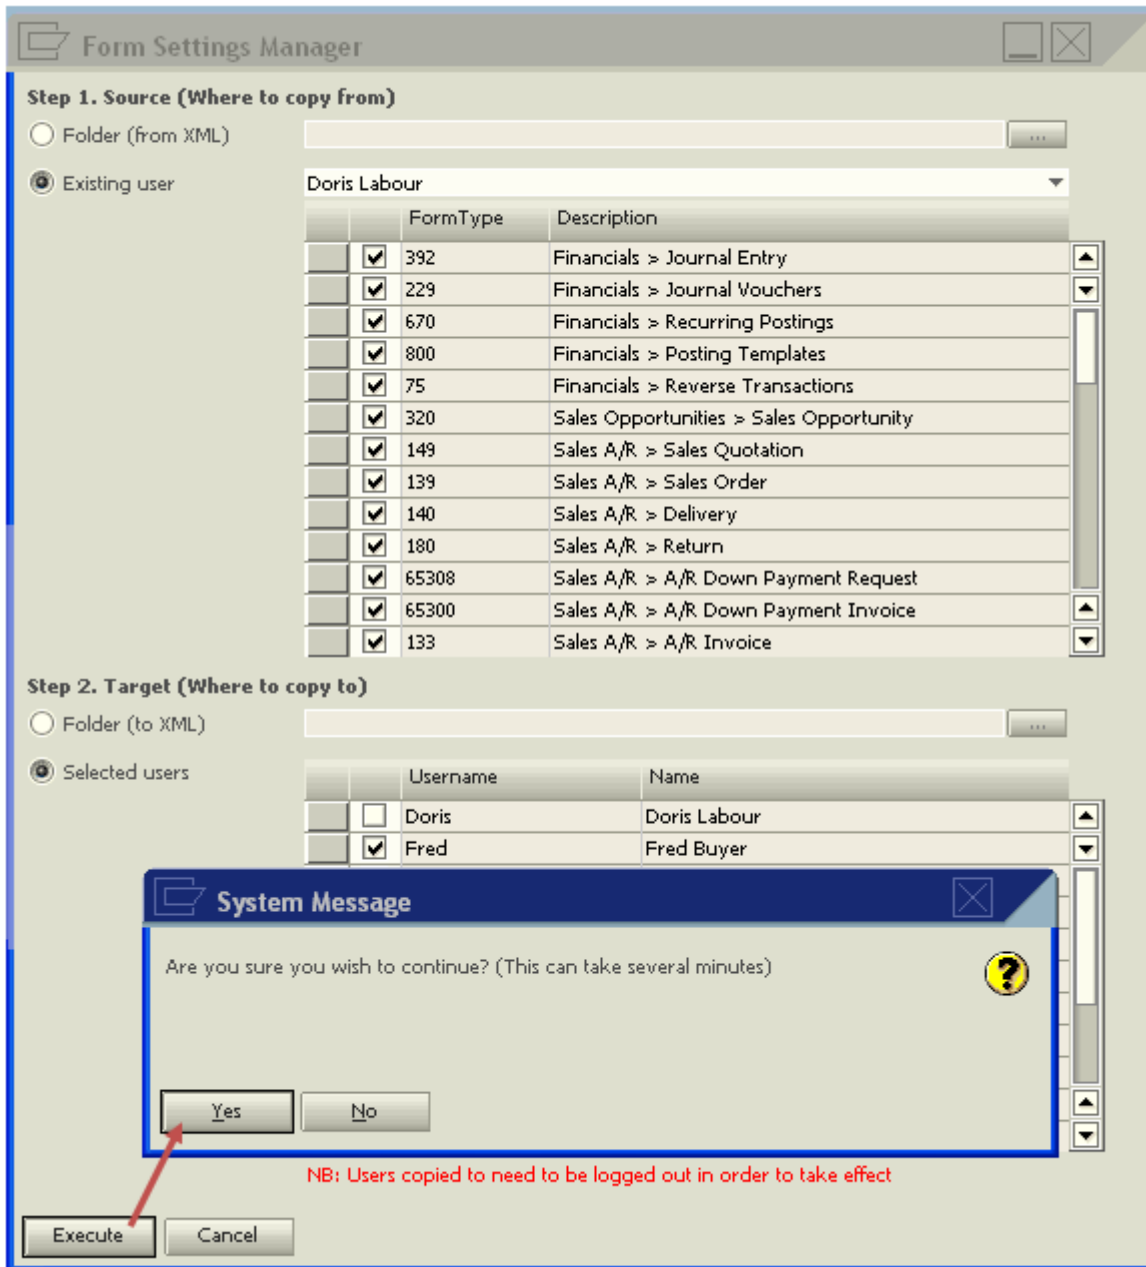 Form Settings Manager
Step 1. Source (Where to copy from)
Folder (from XML)
...
Existing user Doris Labour
FormType Description
392 Financials > Journal Entry
229 Financials > Journal Vouchers
670 Financials > Recurring Postings
800 Financials > Posting Templates
75 Financials > Reverse Transactions
320 Sales Opportunities > Sales Opportunity
149 Sales A/R > Sales Quotation
139 Sales A/R > Sales Order
140 Sales A/R > Delivery
180 Sales A/R > Return
65308 Sales A/R > A/R Down Payment Request
65300 Sales A/R > A/R Down Payment Invoice
133 Sales A/R > A/R Invoice
Step 2. Target (Where to copy to)
Folder (to XML)
...
Selected users Username Name
Doris Doris Labour
Fred Fred Buyer
System Message
Are you sure you wish to continue? (This can take several minutes)
?
Yes No
NB: Users copied to need to be logged out in order to take effect
Execute Cancel